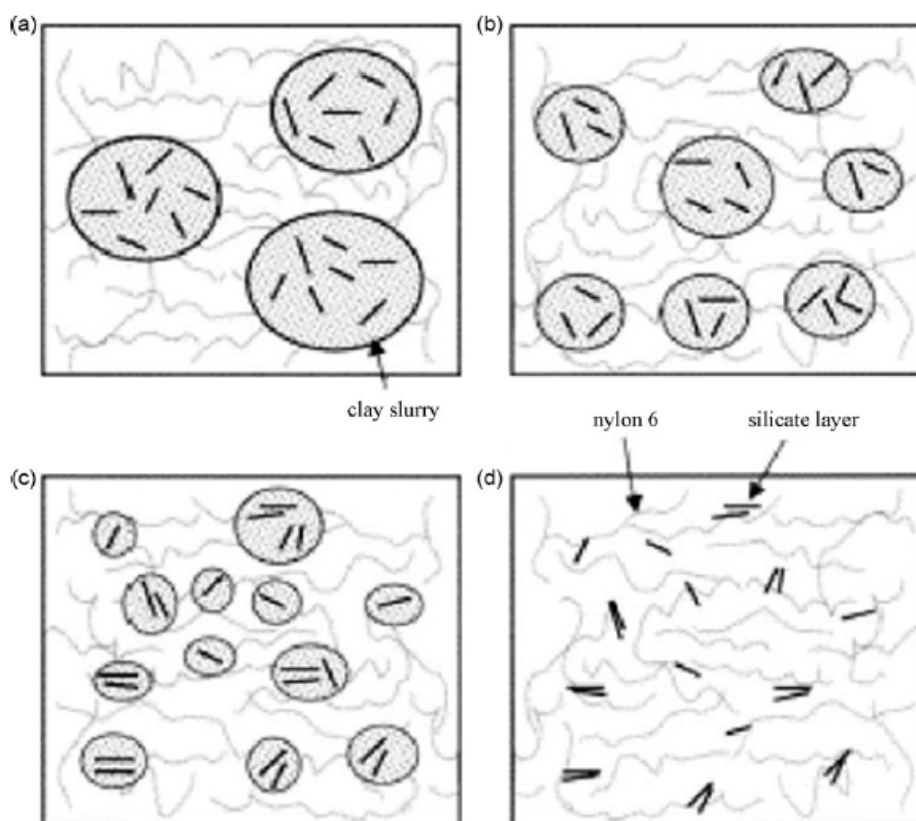 (a)
(b)
clay slurry
nylon 6
silicate layer
(c)
(d)